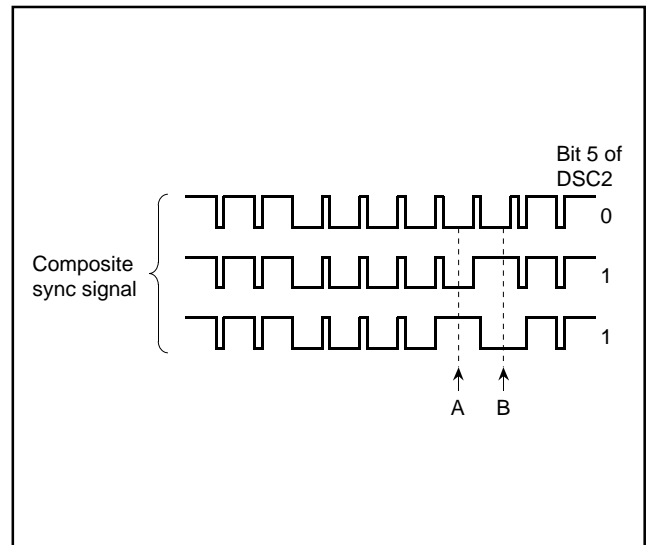 Bit 5 of
DSC2
0
Composite
sync signal
1
1
A B